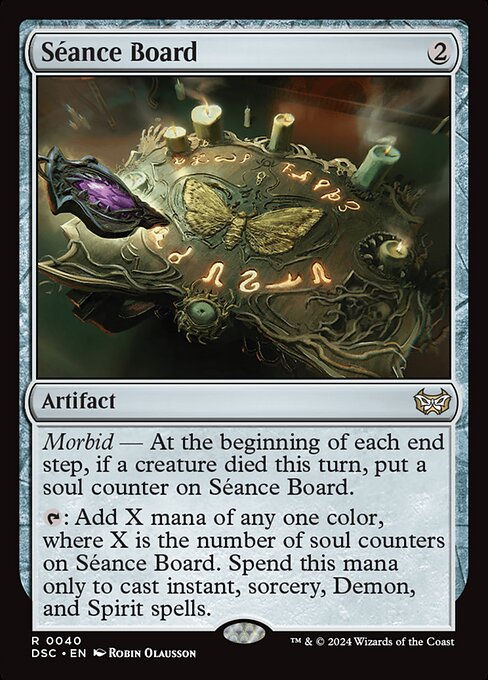 Séance Board
2
Artifact
Morbid — At the beginning of each end
step, if a creature died this turn, put a
soul counter on Séance Board.
: Add X mana of any one color,
where X is the number of soul counters
on Séance Board. Spend this mana
only to cast instant, sorcery, Demon,
and Spirit spells.
R 0040
DSC • EN Robin Olausson
™ & © 2024 Wizards of the Coast